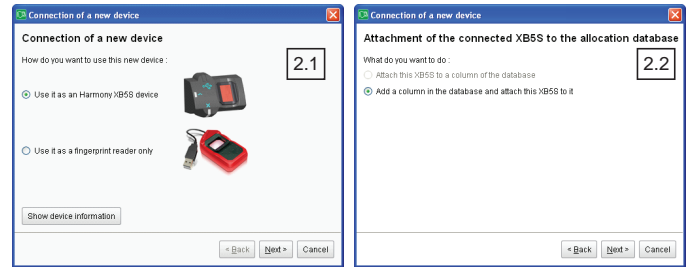 Connection of a new device
Connection of a new device
How do you want to use this new device :
2.1
Use it as an Harmony XB5S device
Use it as a fingerprint reader only
Show device information
< Back
Next >
Cancel
Connection of a new device
Attachment of the connected XB5S to the allocation database
What do you want to do :
2.2
Attach this XB5S to a column of the database
Add a column in the database and attach this XB5S to it
< Back
Next >
Cancel